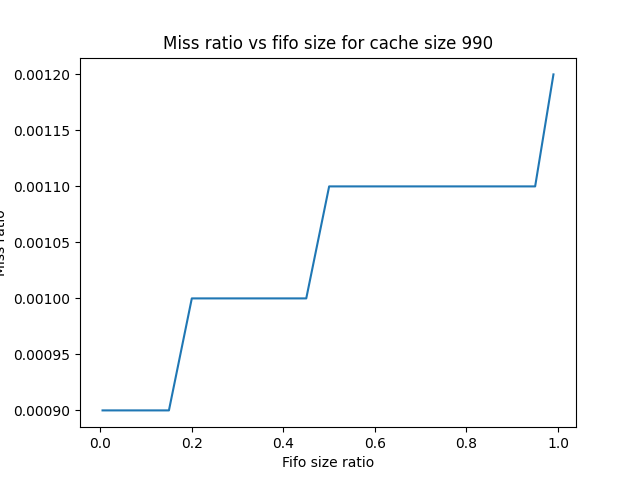 Miss ratio vs fifo size for cache size 990
0.00120
0.00115
0.00110
0.00105
0.00100
0.00095
0.00090
Miss ratio
0.0 0.2 0.4 0.6 0.8 1.0
Fifo size ratio